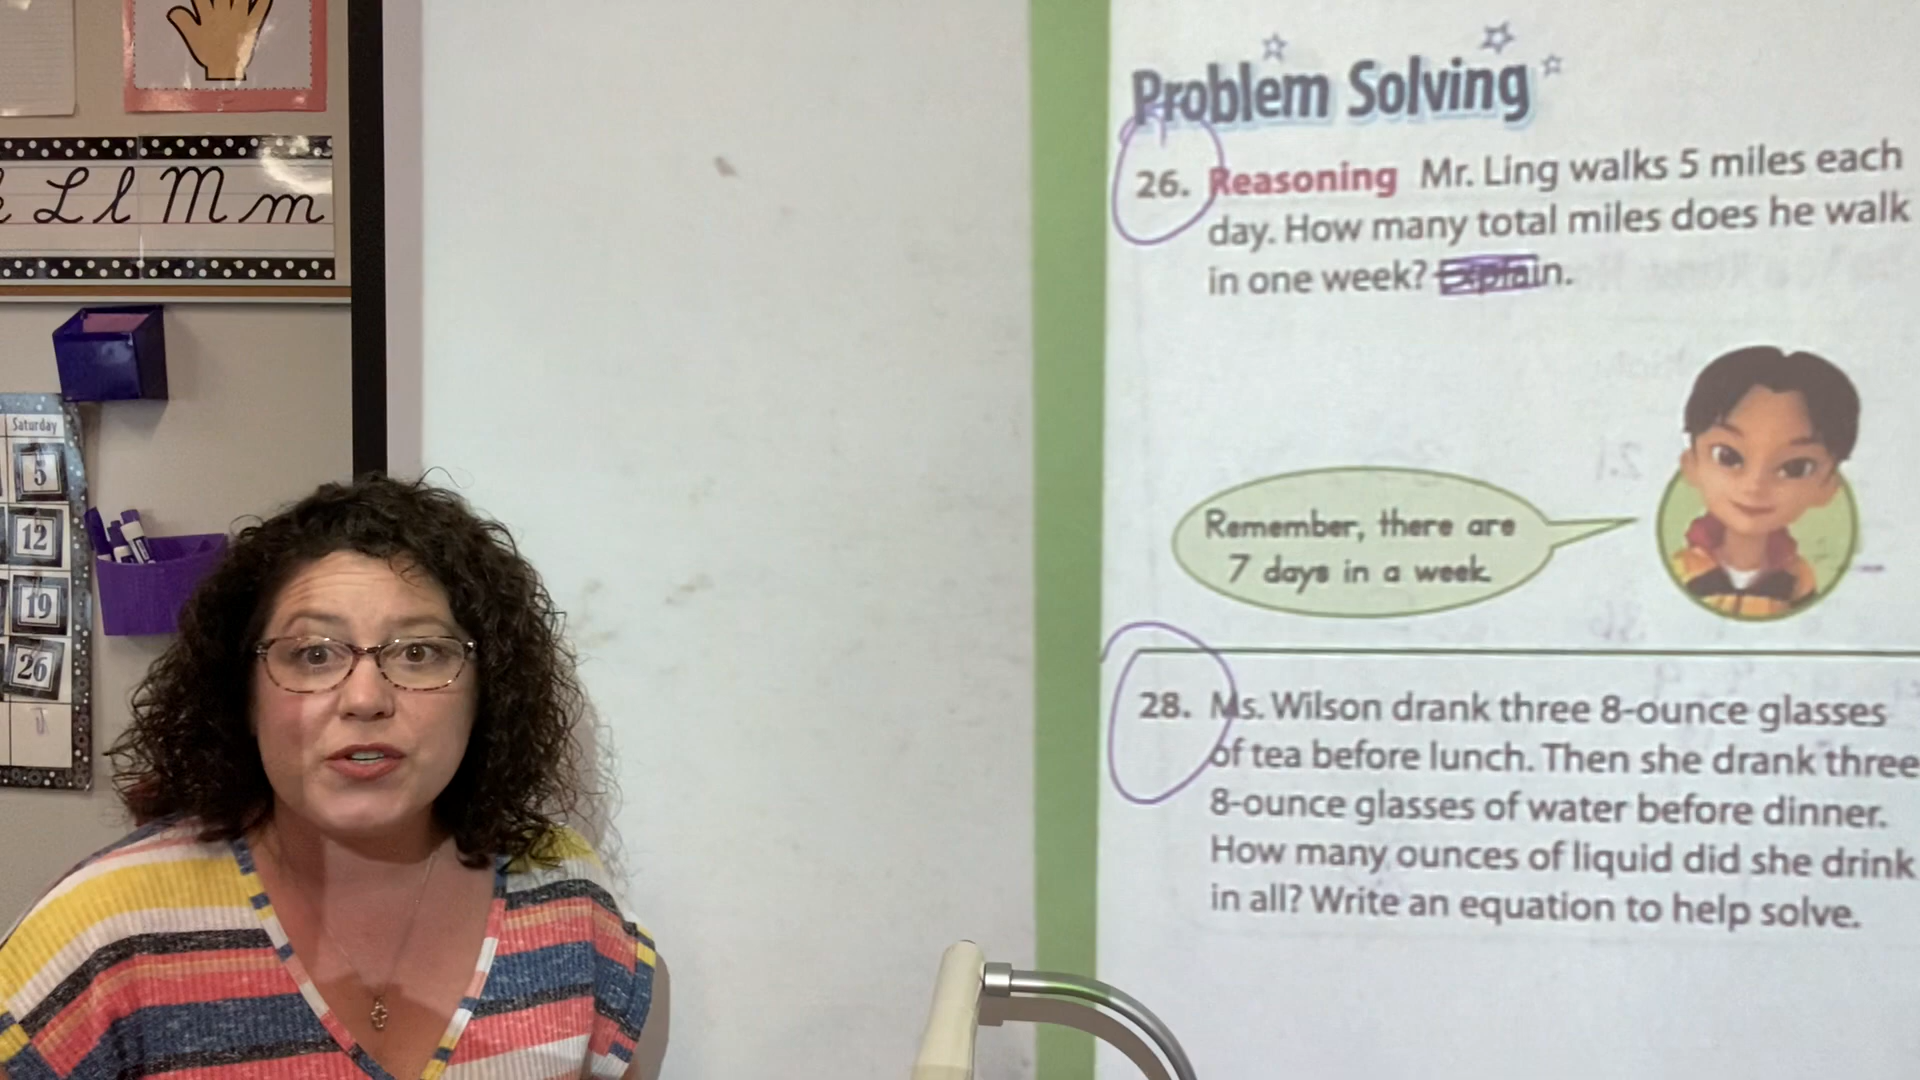 Ll Mm
Saturday
5
12
19
26
Problem Solving
26. Reasoning Mr. Ling walks 5 miles each
day. How many total miles does he walk
in one week? Explain.
Remember, there are
7 days in a week.
28. Ms. Wilson drank three 8-ounce glasses
of tea before lunch. Then she drank three
8-ounce glasses of water before dinner.
How many ounces of liquid did she drink
in all? Write an equation to help solve.